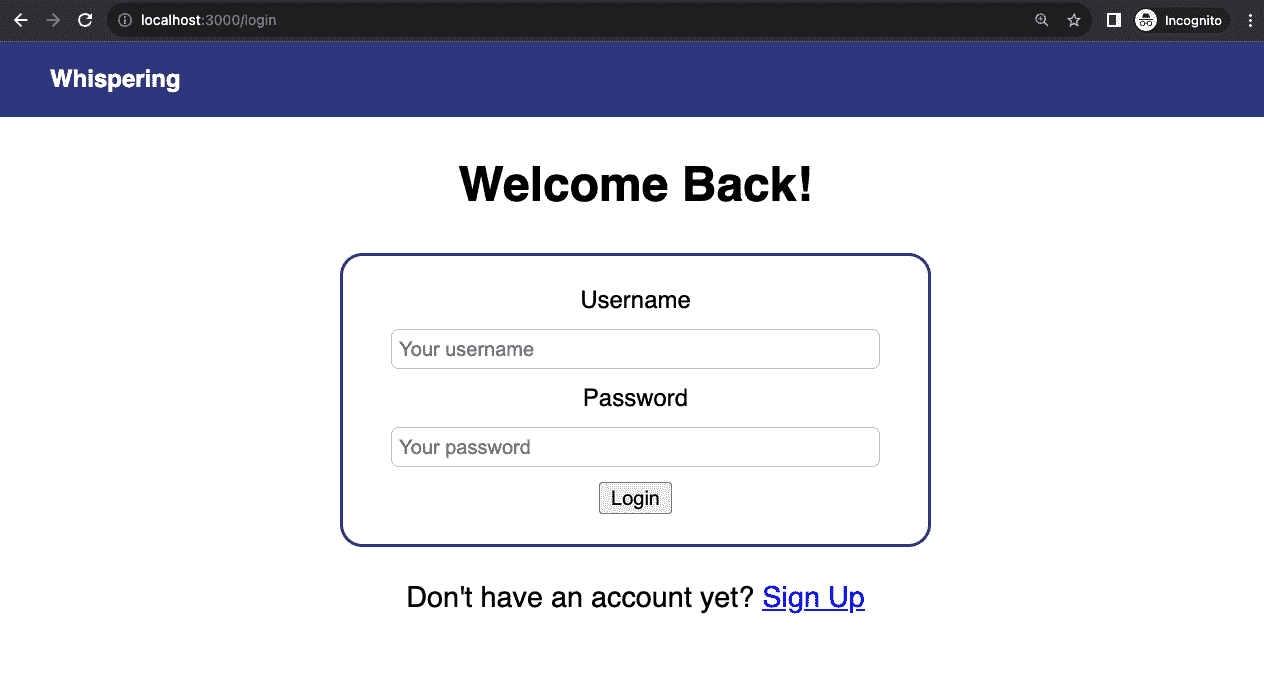 localhost:3000/login
Incognito
Whispering
Welcome Back!
Username
Your username
Password
Your password
Login
Don't have an account yet? Sign Up